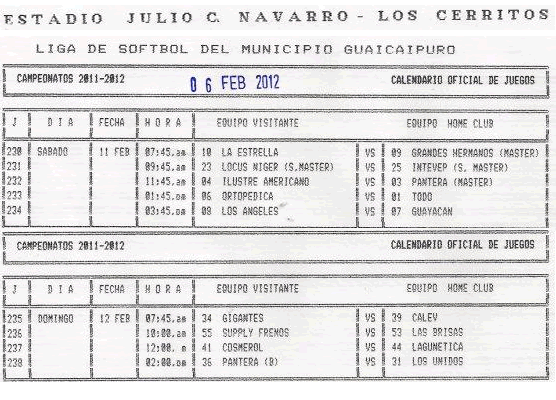 ESTADIO JULIO C. NAVARRO - LOS CERRITOS
LIGA DE SOFTBOL DEL MUNICIPIO GUAICAIPURO
CAMPEONATOS 2011-2012 06 FEB 2012 CALENDARIO OFICIAL DE JUEGOS
J DIA FECHA HORA EQUIPO VISITANTE EQUIPO HOME CLUB
230 SABADO 11 FEB 07:45.am 10 LA ESTRELLA VS 09 GRANDES HERMANOS (MASTER)
231 09:45.am 23 LOCUS NIGER (S.MASTER) VS 25 INTEVEP (S. MASTER)
232 11:45.am 04 ILUSTRE AMERICANO VS 03 PANTERA (MASTER)
233 01:45.om 06 ORTOPEDICA VS 01 TODO
234 03:45.om 08 LOS ANGELES VS 07 GUAYACAN
CAMPEONATOS 2011-2012 CALENDARIO OFICIAL DE JUEGOS
J DIA FECHA HORA EQUIPO VISITANTE EQUIPO HOME CLUB
235 DOMINGO 12 FEB 07:45.am 34 GIGANTES VS 39 CALEV
236 10:00.am 55 SUPPLY FRENOS VS 53 LAS BRISAS
237 12:00. m 41 COSMEROL VS 44 LAGUNETICA
238 02:00.om 36 PANTERA (B) VS 31 LOS UNIDOS